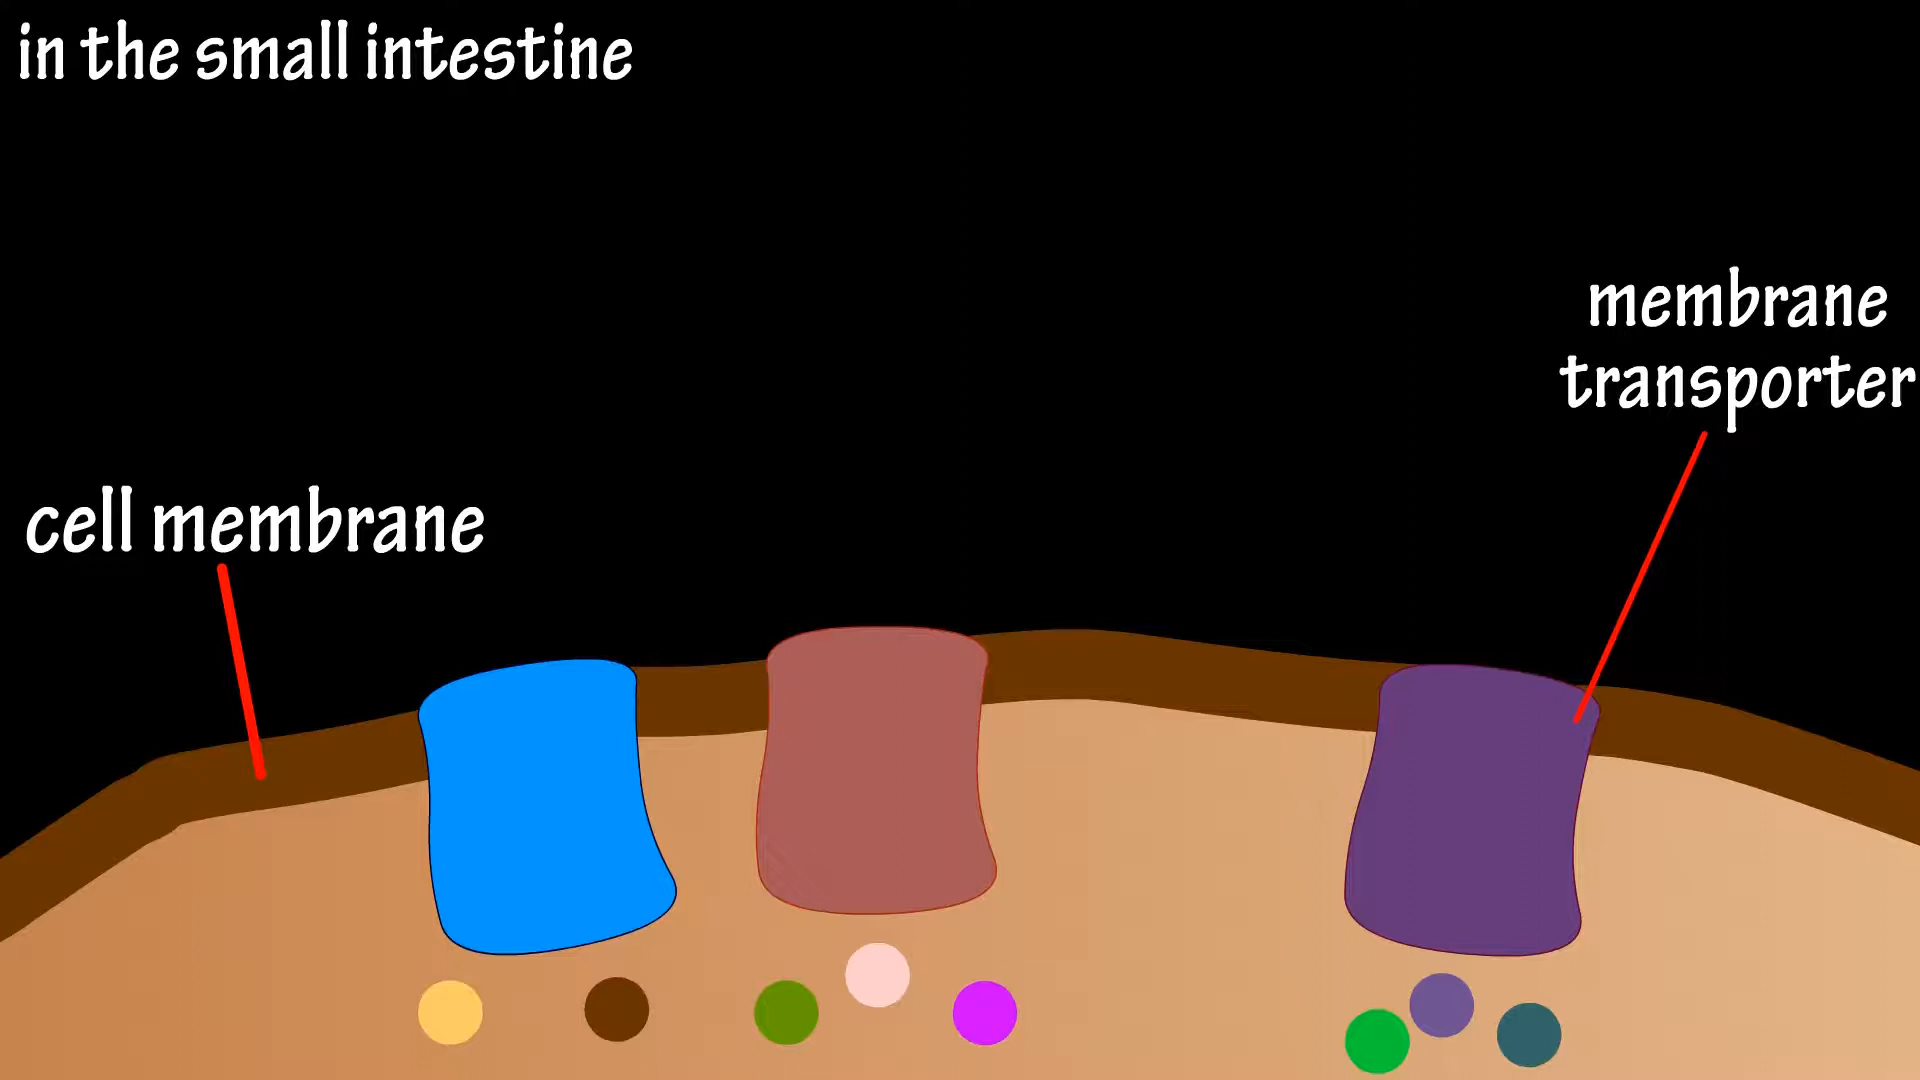 in the small intestine
membrane
transporter
cell membrane